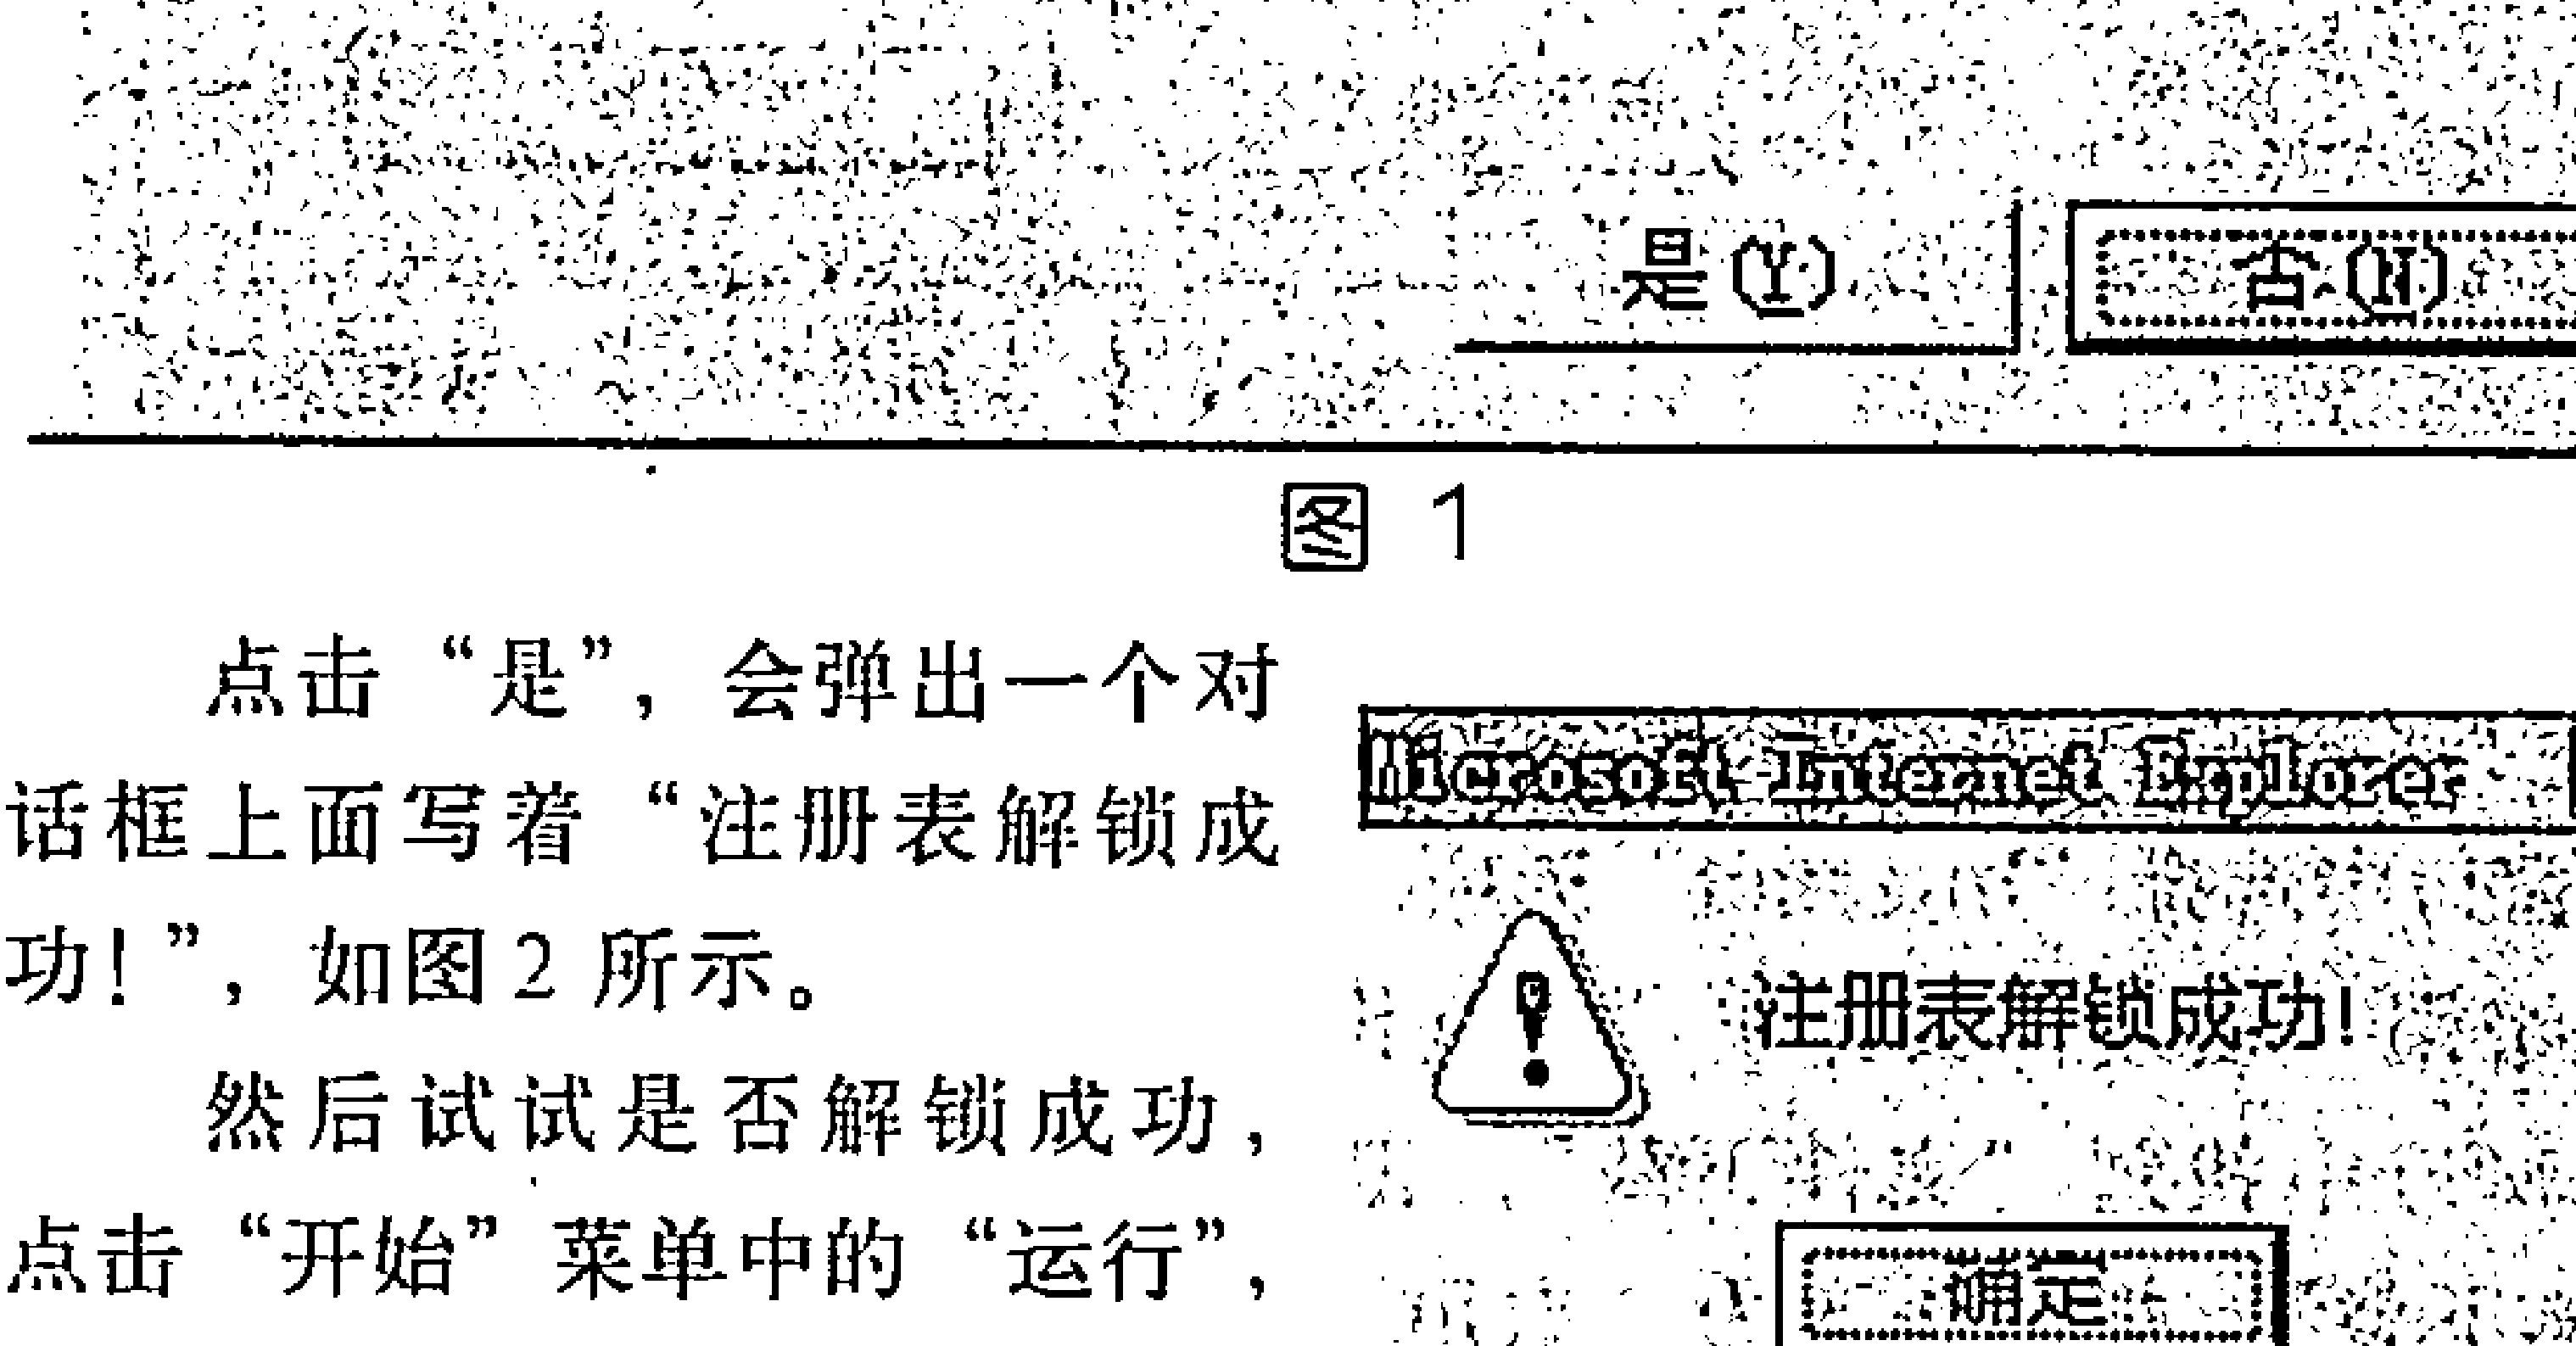 是(Y) 否(N)
图 1
点击“是”，会弹出一个对
话框上面写着“注册表解锁成
功！”，如图 2 所示。
然后试试是否解锁成功，
点击“开始”菜单中的“运行”，
Microsoft Internet Explorer
注册表解锁成功!
确定